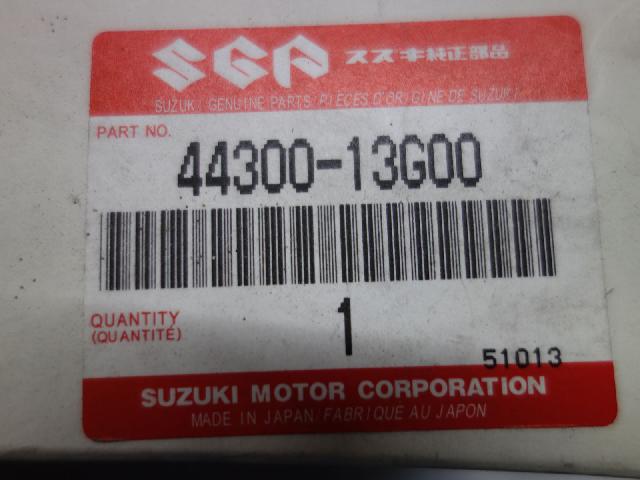 SGP スズキ純正部品
SUZUKI GENUINE PARTS/PIECES D'ORIGINE DE SUZUKI
PART NO.
44300-13G00
QUANTITY
(QUANTITÉ)
1
51013
SUZUKI MOTOR CORPORATION
MADE IN JAPAN/FABRIQUE AU JAPON